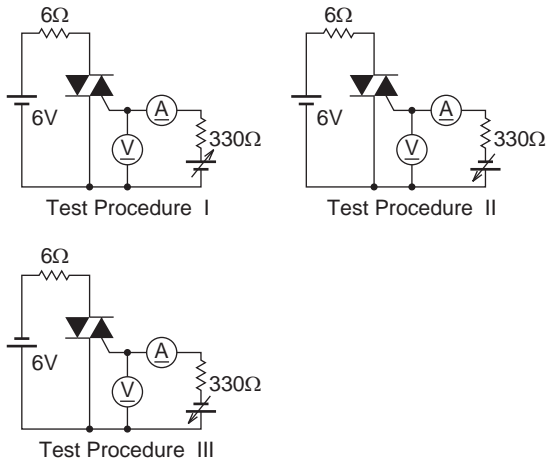 6Ω
6V
A
V
330Ω
Test Procedure I
6Ω
6V
A
V
330Ω
Test Procedure II
6Ω
6V
A
V
330Ω
Test Procedure III